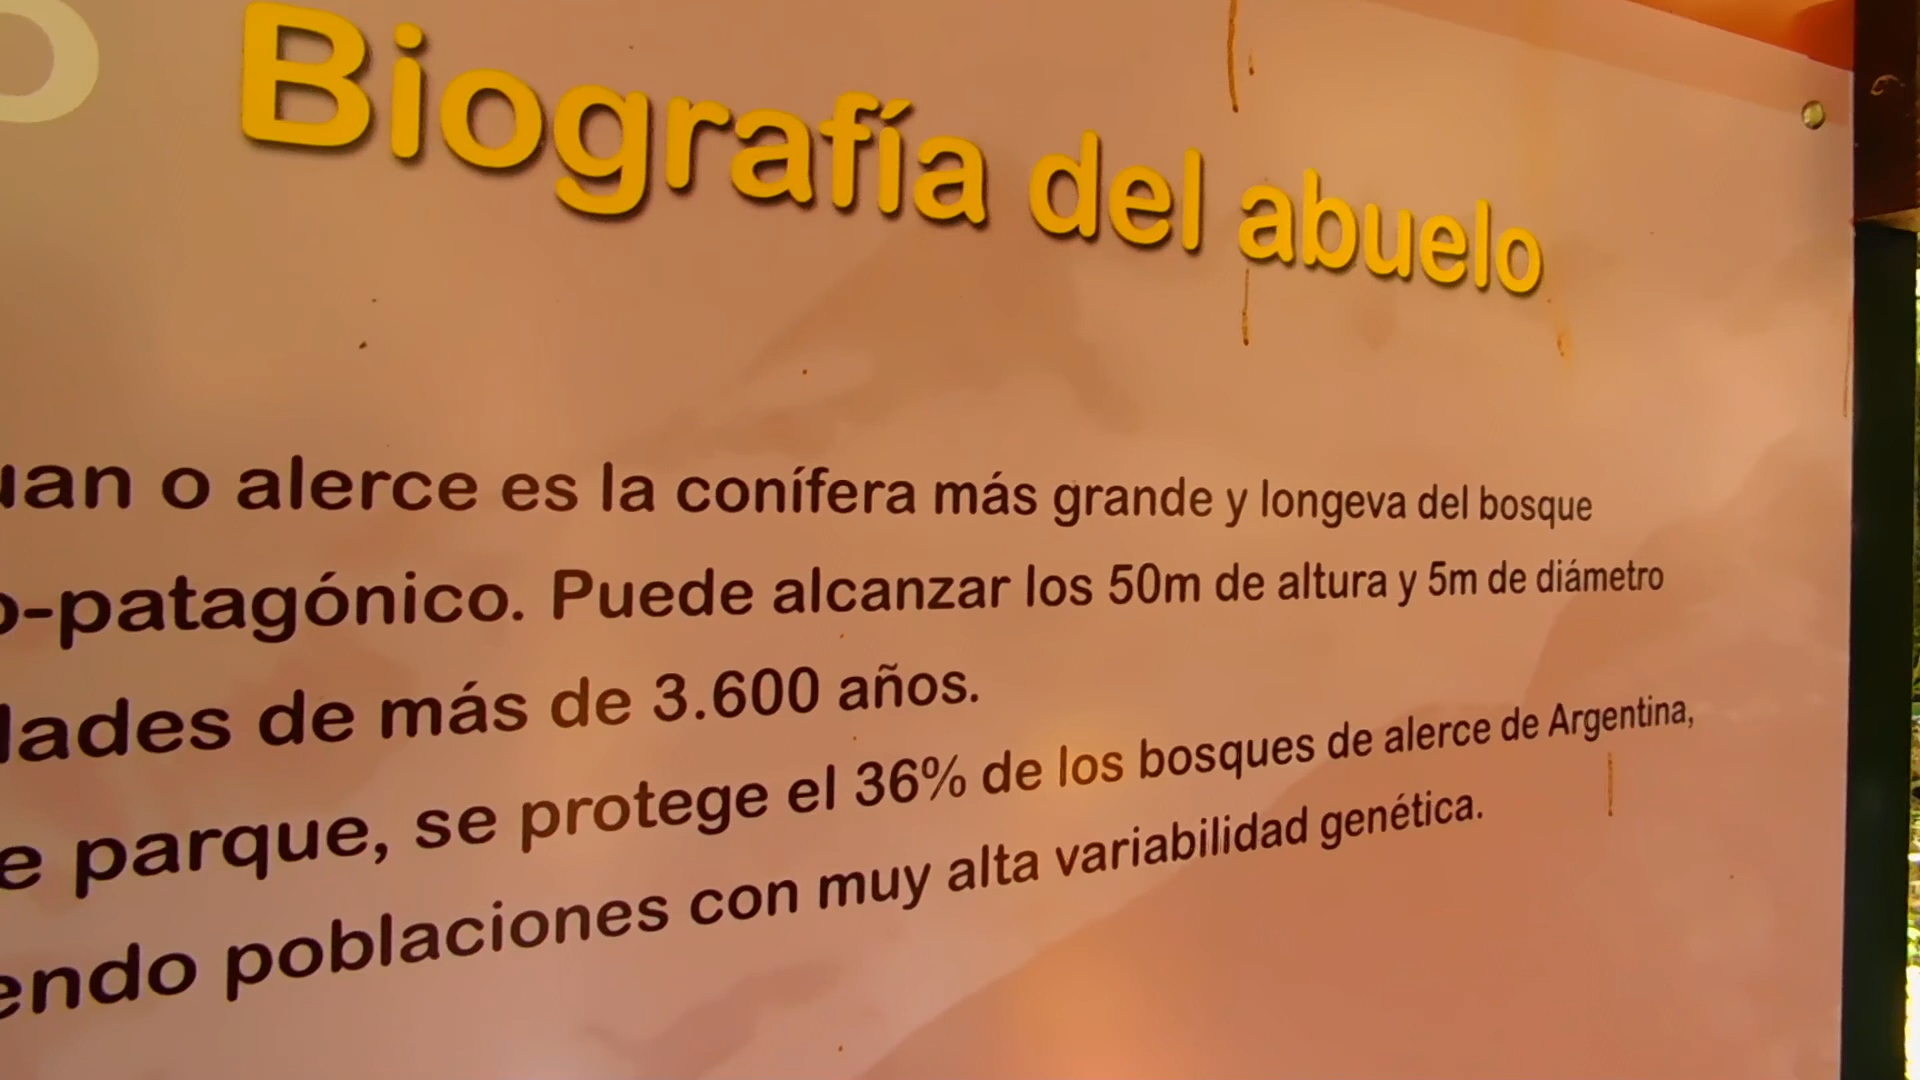 Biografía del abuelo
uan o alerce es la conífera más grande y longeva del bosque
o-patagónico. Puede alcanzar los 50m de altura y 5m de diámetro
dades de más de 3.600 años.
e parque, se protege el 36% de los bosques de alerce de Argentina,
endo poblaciones con muy alta variabilidad genética.